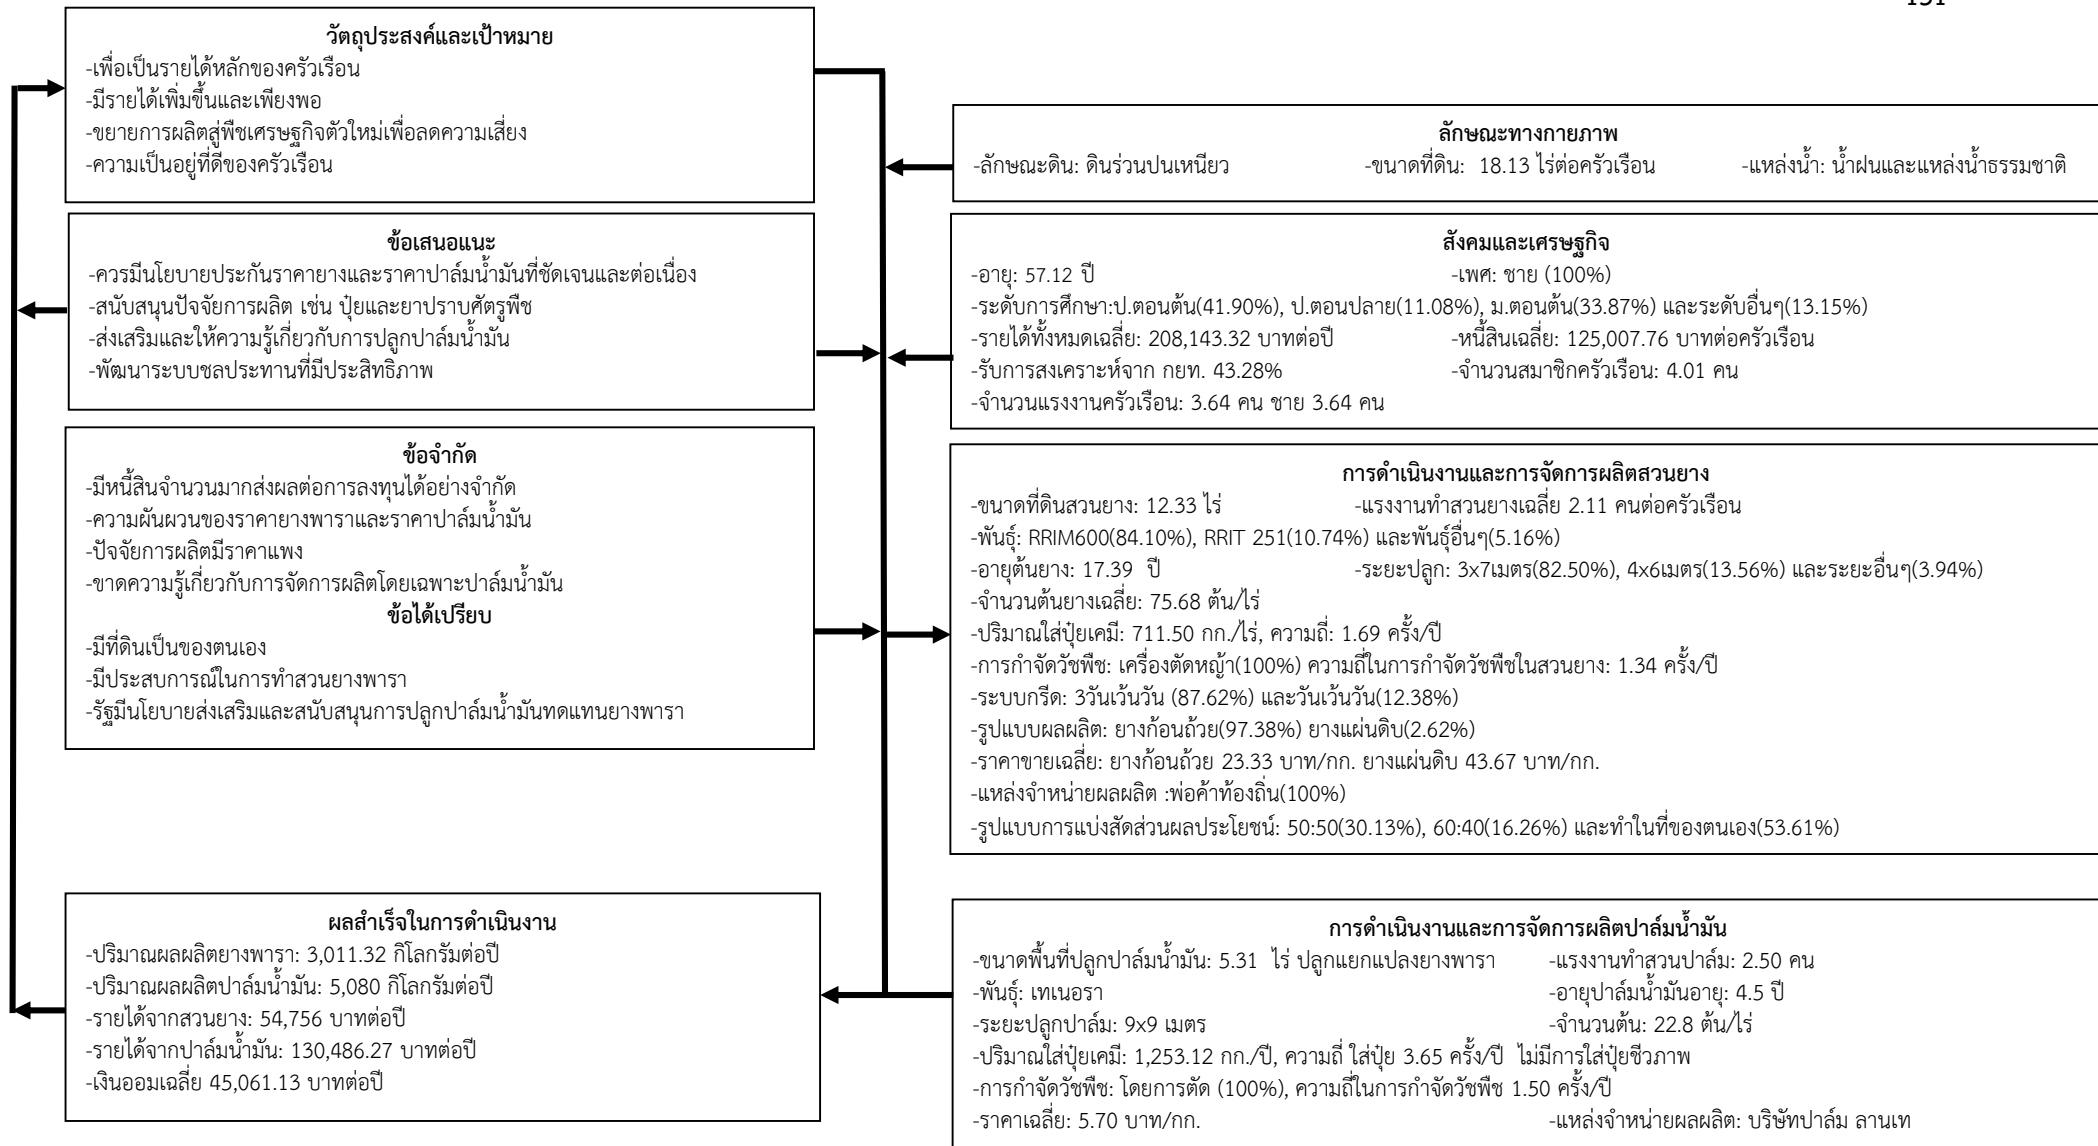 วัตถุประสงค์และเป้าหมาย
-เพื่อเป็นรายได้หลักของครัวเรือน
-มีรายได้เพิ่มขึ้นและเพียงพอ
-ขยายการผลิตสู่พืชเศรษฐกิจตัวใหม่เพื่อลดความเสี่ยง
-ความเป็นอยู่ที่ดีของครัวเรือน
ข้อเสนอแนะ
-ควรมีนโยบายประกันราคายางและราคาปาล์มน้ำมันที่ชัดเจนและต่อเนื่อง
-สนับสนุนปัจจัยการผลิต เช่น ปุ๋ยและยาปราบศัตรูพืช
-ส่งเสริมและให้ความรู้เกี่ยวกับการปลูกปาล์มน้ำมัน
-พัฒนาระบบชลประทานที่มีประสิทธิภาพ
ข้อจำกัด
-มีหนี้สินจำนวนมากส่งผลต่อการลงทุนได้อย่างจำกัด
-ความผันผวนของราคายางพาราและราคาปาล์มน้ำมัน
-ปัจจัยการผลิตมีราคาแพง
-ขาดความรู้เกี่ยวกับการจัดการผลิตโดยเฉพาะปาล์มน้ำมัน
ข้อได้เปรียบ
-มีที่ดินเป็นของตนเอง
-มีประสบการณ์ในการทำสวนยางพารา
-รัฐมีนโยบายส่งเสริมและสนับสนุนการปลูกปาล์มน้ำมันทดแทนยางพารา
ผลสำเร็จในการดำเนินงาน
-ปริมาณผลผลิตยางพารา: 3,011.32 กิโลกรัมต่อปี
-ปริมาณผลผลิตปาล์มน้ำมัน: 5,080 กิโลกรัมต่อปี
-รายได้จากสวนยาง: 54,756 บาทต่อปี
-รายได้จากปาล์มน้ำมัน: 130,486.27 บาทต่อปี
-เงินออมเฉลี่ย 45,061.13 บาทต่อปี
ลักษณะทางกายภาพ
-ลักษณะดิน: ดินร่วนปนเหนียว -ขนาดที่ดิน: 18.13 ไร่ต่อครัวเรือน -แหล่งน้ำ: น้ำฝนและแหล่งน้ำธรรมชาติ
สังคมและเศรษฐกิจ
-อายุ: 57.12 ปี -เพศ: ชาย (100%)
-ระดับการศึกษา:ป.ตอนต้น(41.90%), ป.ตอนปลาย(11.08%), ม.ตอนต้น(33.87%) และระดับอื่นๆ(13.15%)
-รายได้ทั้งหมดเฉลี่ย: 208,143.32 บาทต่อปี -หนี้สินเฉลี่ย: 125,007.76 บาทต่อครัวเรือน
-รับการสงเคราะห์จาก กยท. 43.28% -จำนวนสมาชิกครัวเรือน: 4.01 คน
-จำนวนแรงงานครัวเรือน: 3.64 คน ชาย 3.64 คน
การดำเนินงานและการจัดการผลิตสวนยาง
-ขนาดที่ดินสวนยาง: 12.33 ไร่ -แรงงานทำสวนยางเฉลี่ย 2.11 คนต่อครัวเรือน
-พันธุ์: RRIM600(84.10%), RRIT 251(10.74%) และพันธุ์อื่นๆ(5.16%)
-อายุต้นยาง: 17.39 ปี -ระยะปลูก: 3x7เมตร(82.50%), 4x6เมตร(13.56%) และระยะอื่นๆ(3.94%)
-จำนวนต้นยางเฉลี่ย: 75.68 ต้น/ไร่
-ปริมาณใส่ปุ๋ยเคมี: 711.50 กก./ไร่, ความถี่: 1.69 ครั้ง/ปี
-การกำจัดวัชพืช: เครื่องตัดหญ้า(100%) ความถี่ในการกำจัดวัชพืชในสวนยาง: 1.34 ครั้ง/ปี
-ระบบกรีด: 3วันเว้นวัน (87.62%) และวันเว้นวัน(12.38%)
-รูปแบบผลผลิต: ยางก้อนถ้วย(97.38%) ยางแผ่นดิบ(2.62%)
-ราคาขายเฉลี่ย: ยางก้อนถ้วย 23.33 บาท/กก. ยางแผ่นดิบ 43.67 บาท/กก.
-แหล่งจำหน่ายผลผลิต :พ่อค้าท้องถิ่น(100%)
-รูปแบบการแบ่งสัดส่วนผลประโยชน์: 50:50(30.13%), 60:40(16.26%) และทำในที่ของตนเอง(53.61%)
การดำเนินงานและการจัดการผลิตปาล์มน้ำมัน
-ขนาดพื้นที่ปลูกปาล์มน้ำมัน: 5.31 ไร่ ปลูกแยกแปลงยางพารา -แรงงานทำสวนปาล์ม: 2.50 คน
-พันธุ์: เทเนอรา -อายุปาล์มน้ำมันอายุ: 4.5 ปี
-ระยะปลูกปาล์ม: 9x9 เมตร -จำนวนต้น: 22.8 ต้น/ไร่
-ปริมาณใส่ปุ๋ยเคมี: 1,253.12 กก./ปี, ความถี่ ใส่ปุ๋ย 3.65 ครั้ง/ปี ไม่มีการใส่ปุ๋ยชีวภาพ
-การกำจัดวัชพืช: โดยการตัด (100%), ความถี่ในการกำจัดวัชพืช 1.50 ครั้ง/ปี
-ราคาเฉลี่ย: 5.70 บาท/กก. -แหล่งจำหน่ายผลผลิต: บริษัทปาล์ม ลานเท